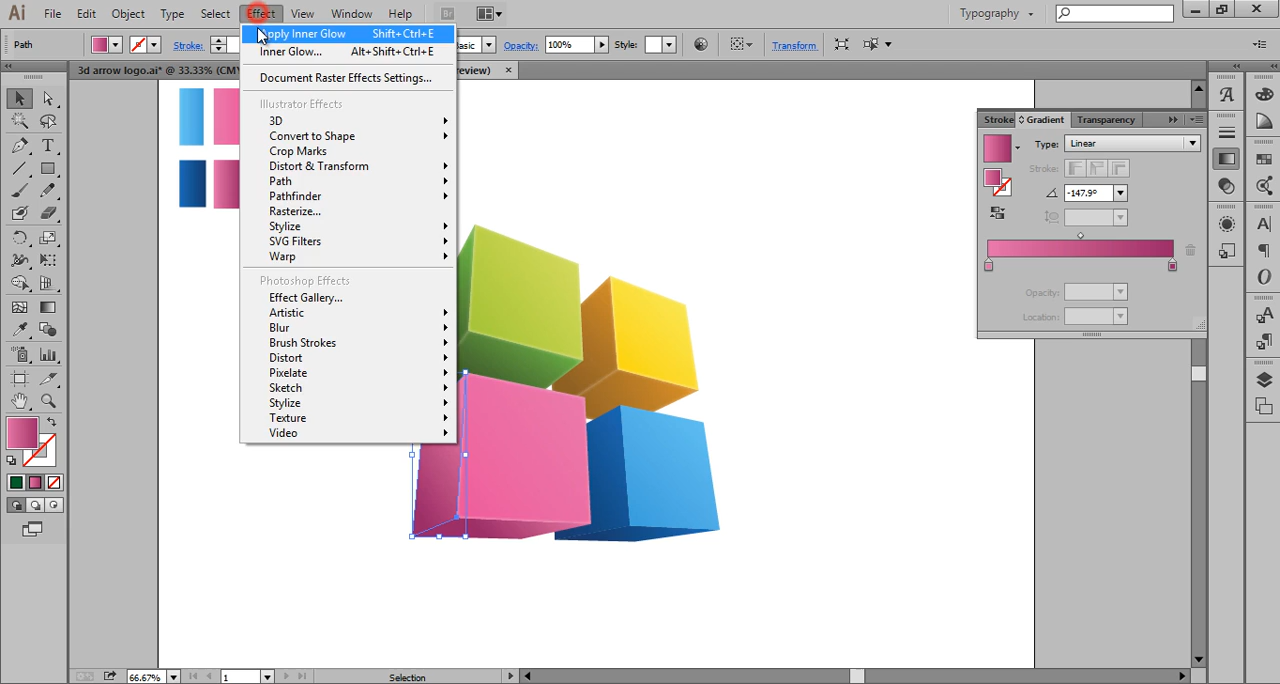 Ai File Edit Object Type Select Effect View Window Help Br Typography
Path Stroke: Basic Opacity: 100% Style: Transform
3d arrow logo.ai* @ 33.33% (CMY review) ×
Apply Inner Glow Shift+Ctrl+E
Inner Glow... Alt+Shift+Ctrl+E
Document Raster Effects Settings...
Illustrator Effects
3D
Convert to Shape
Crop Marks
Distort & Transform
Path
Pathfinder
Rasterize...
Stylize
SVG Filters
Warp
Photoshop Effects
Effect Gallery...
Artistic
Blur
Brush Strokes
Distort
Pixelate
Sketch
Stylize
Texture
Video
Stroke Gradient Transparency
Type: Linear
Stroke:
-147.9°
Opacity:
Location:
66.67% 1 Selection